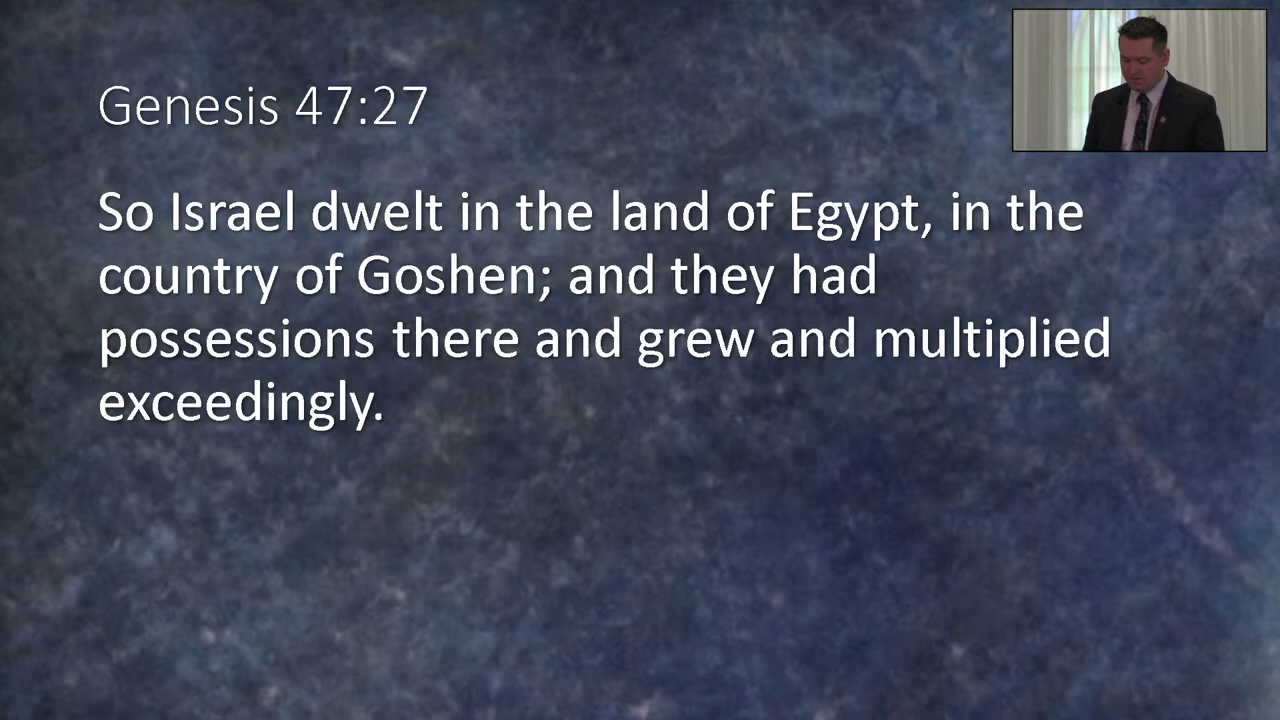 Genesis 47:27
So Israel dwelt in the land of Egypt, in the
country of Goshen; and they had
possessions there and grew and multiplied
exceedingly.